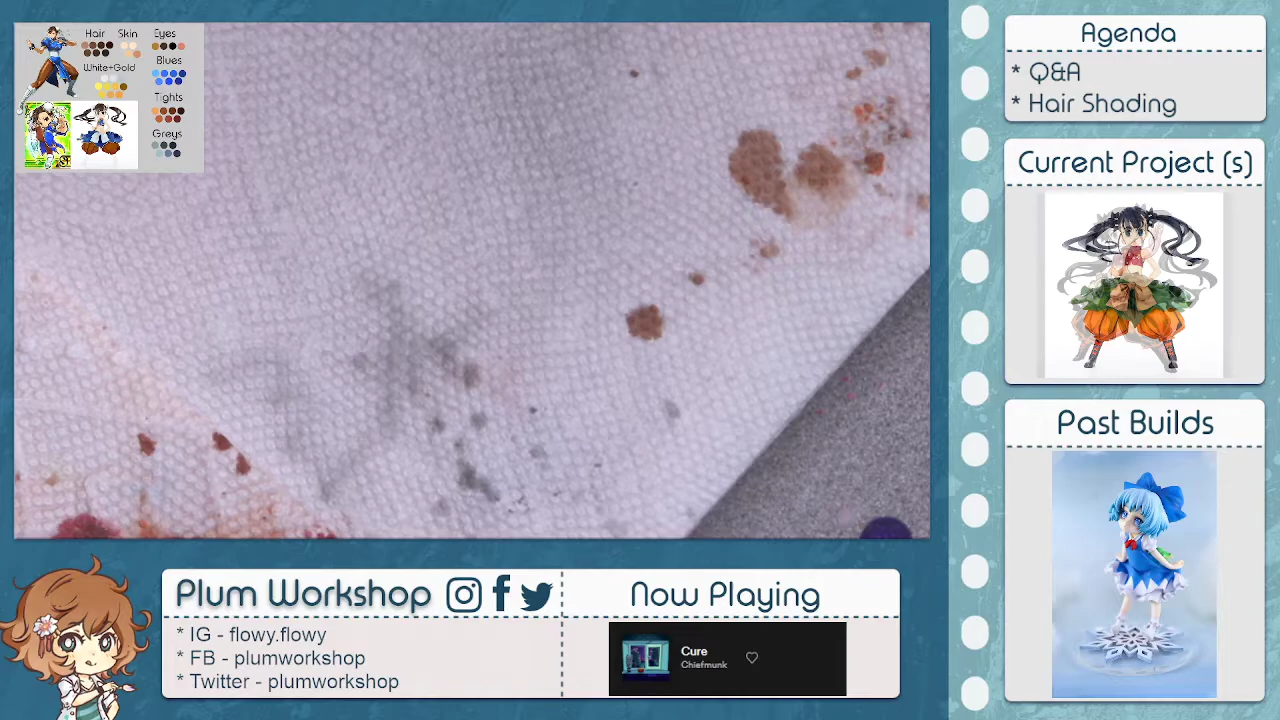 Hair Skin Eyes
White+Gold
Blues
Tights
Greys
Agenda
* Q&A
* Hair Shading
Current Project (s)
Past Builds
Plum Workshop
* IG - flowy.flowy
* FB - plumworkshop
* Twitter - plumworkshop
Now Playing
Cure
Chiefmunk